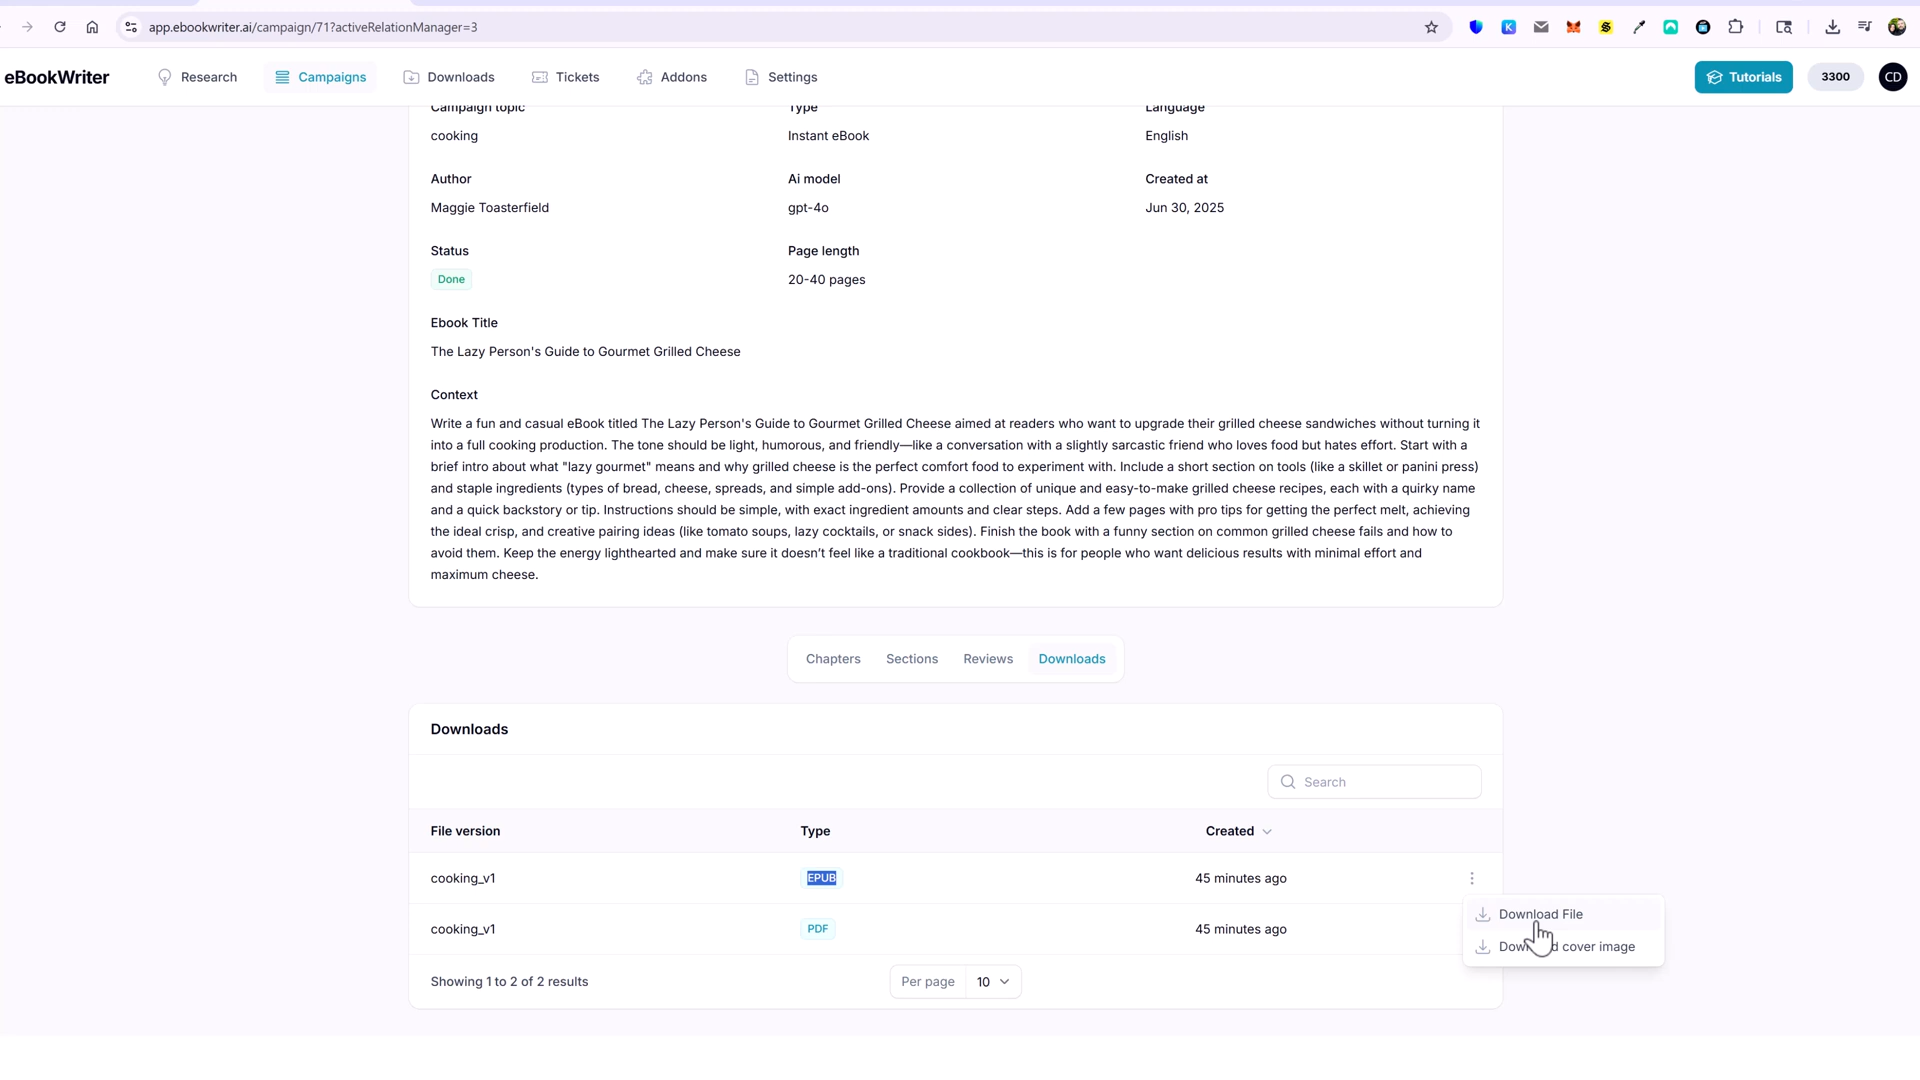 app.ebookwriter.ai/campaign/71?activeRelationManager=3
eBookWriter
Research
Campaigns
Downloads
Tickets
Addons
Settings
Tutorials
3300
CD
Campaign topic
Type
Language
cooking
Instant eBook
English
Author
Ai model
Created at
Maggie Toasterfield
gpt-4o
Jun 30, 2025
Status
Page length
Done
20-40 pages
Ebook Title
The Lazy Person's Guide to Gourmet Grilled Cheese
Context
Write a fun and casual eBook titled The Lazy Person's Guide to Gourmet Grilled Cheese aimed at readers who want to upgrade their grilled cheese sandwiches without turning it
into a full cooking production. The tone should be light, humorous, and friendly—like a conversation with a slightly sarcastic friend who loves food but hates effort. Start with a
brief intro about what "lazy gourmet" means and why grilled cheese is the perfect comfort food to experiment with. Include a short section on tools (like a skillet or panini press)
and staple ingredients (types of bread, cheese, spreads, and simple add-ons). Provide a collection of unique and easy-to-make grilled cheese recipes, each with a quirky name
and a quick backstory or tip. Instructions should be simple, with exact ingredient amounts and clear steps. Add a few pages with pro tips for getting the perfect melt, achieving
the ideal crisp, and creative pairing ideas (like tomato soups, lazy cocktails, or snack sides). Finish the book with a funny section on common grilled cheese fails and how to
avoid them. Keep the energy lighthearted and make sure it doesn’t feel like a traditional cookbook—this is for people who want delicious results with minimal effort and
maximum cheese.
Chapters
Sections
Reviews
Downloads
Downloads
Search
File version
Type
Created
cooking_v1
EPUB
45 minutes ago
Download File
cooking_v1
PDF
45 minutes ago
cover image
Showing 1 to 2 of 2 results
Per page
10